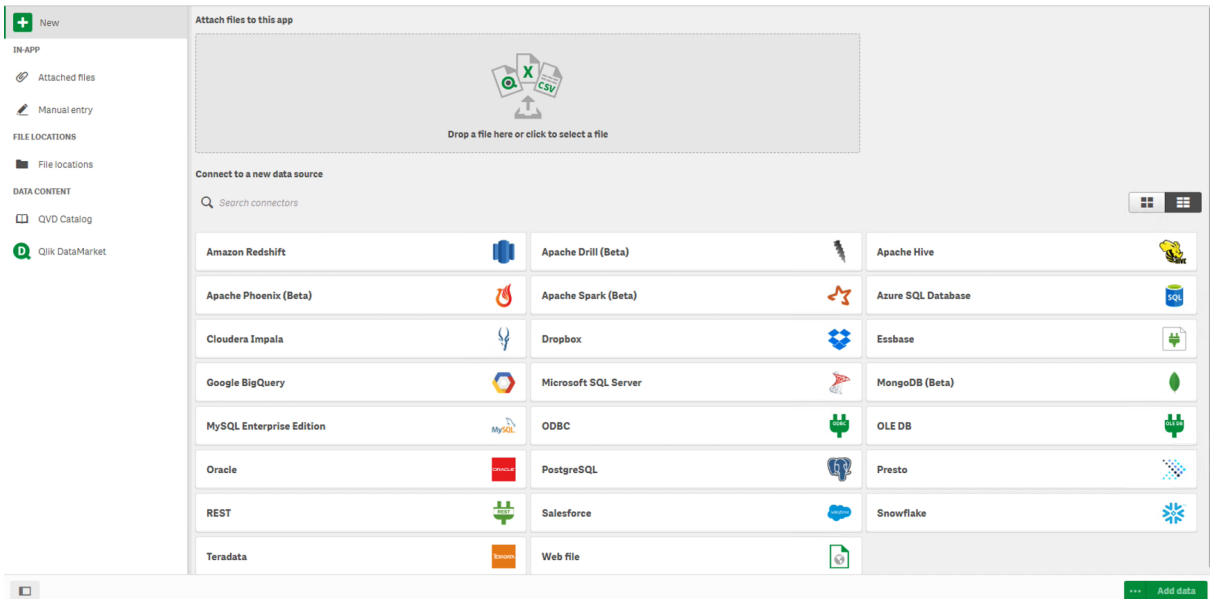 New
IN-APP
Attached files
Manual entry
FILE LOCATIONS
File locations
DATA CONTENT
QVD Catalog
D
Qlik DataMarket
Attach files to this app
X
CSV
Drop a file here or click to select a file
Connect to a new data source
Search connectors
Amazon Redshift
Apache Drill (Beta)
Apache Hive
HIVE
Apache Phoenix (Beta)
Apache Spark (Beta)
Azure SQL Database
SQL
Cloudera Impala
Dropbox
Essbase
Google BigQuery
Microsoft SQL Server
MongoDB (Beta)
MySQL Enterprise Edition
MySQL
ODBC
ODBC
OLE DB
OLE DB
Oracle
ORACLE
PostgreSQL
Presto
REST
REST
Salesforce
salesforce
Snowflake
Teradata
TERADATA
Web file
Add data